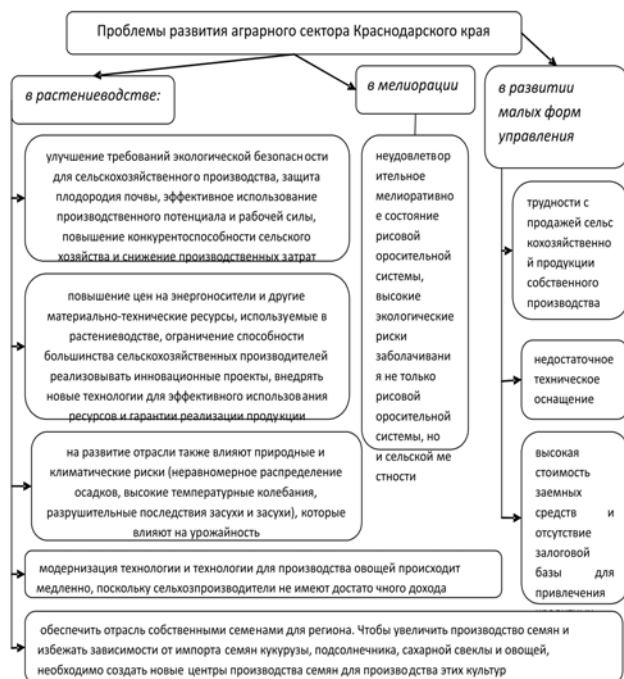 Проблемы развития аграрного сектора Краснодарского края
в растениеводстве:
улучшение требований экологической безопасности
для сельскохозяйственного производства, защита
плодородия почвы, эффективное использование
производственного потенциала и рабочей силы,
повышение конкурентоспособности сельского
хозяйства и снижение производственных затрат
повышение цен на энергоносители и другие
материально-технические ресурсы, используемые в
растениеводстве, ограничение способности
большинства сельскохозяйственных производителей
реализовывать инновационные проекты, внедрять
новые технологии для эффективного использования
ресурсов и гарантии реализации продукции
на развитие отрасли также влияют природные и
климатические риски (неравномерное распределение
осадков, высокие температурные колебания,
разрушительные последствия засухи и засухи), которые
влияют на урожайность
модернизация технологии и технологии для производства овощей происходит
медленно, поскольку сельхозпроизводители не имеют достато чного дохода
обеспечить отрасль собственными семенами для региона. Чтобы увеличить производство семян и
избежать зависимости от импорта семян кукурузы, подсолнечника, сахарной свеклы и овощей,
необходимо создать новые центры производства семян для производства этих культур
в мелиорации
неудовлетвор
ительное
мелиоративно
е состояние
рисовой
оросительной
системы,
высокие
экологические
риски
заболачивани
я не только
рисовой
оросительной
системы, но
и сельской ме
стности
в развитии
малых форм
управления
трудности с
продажей сельс
кохозяйственно
й продукции
собственного
производства
недостаточное
техническое
оснащение
высокая
стоимость
заемных
средств и
отсутствие
залоговой
базы для
привлечения